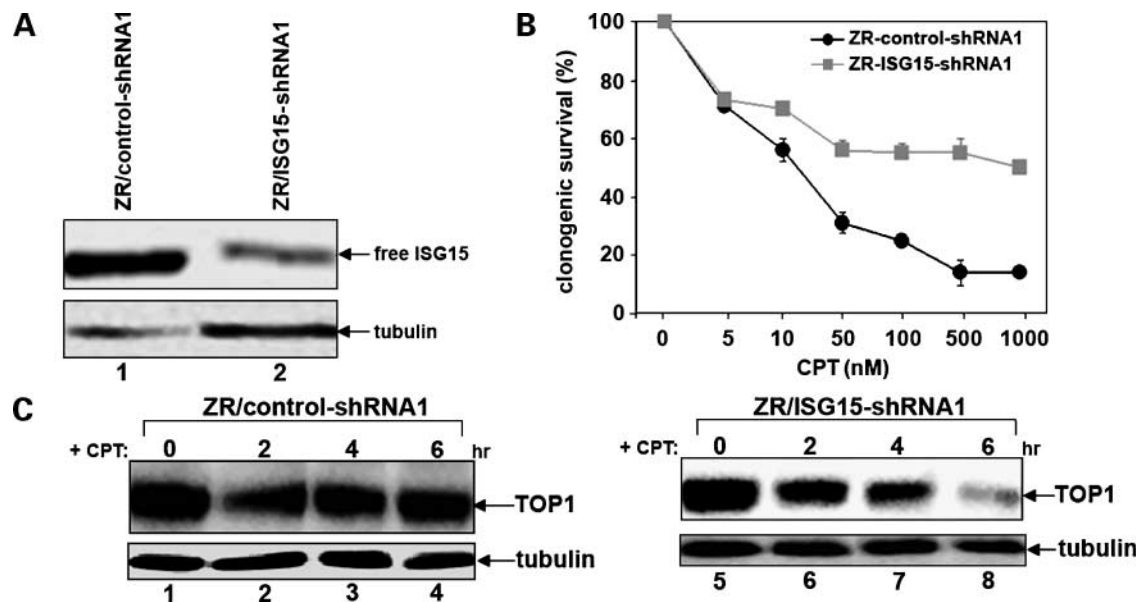 A
ZR/control-shRNA1
ZR/ISG15-shRNA1
free ISG15
tubulin
1 2
B
100
80
60
40
20
0
clonogenic survival (%)
ZR-control-shRNA1
ZR-ISG15-shRNA1
0 5 10 50 100 500 1000
CPT (nM)
C
ZR/control-shRNA1
+ CPT: 0 2 4 6 hr
TOP1
tubulin
1 2 3 4
ZR/ISG15-shRNA1
+ CPT: 0 2 4 6 hr
TOP1
tubulin
5 6 7 8